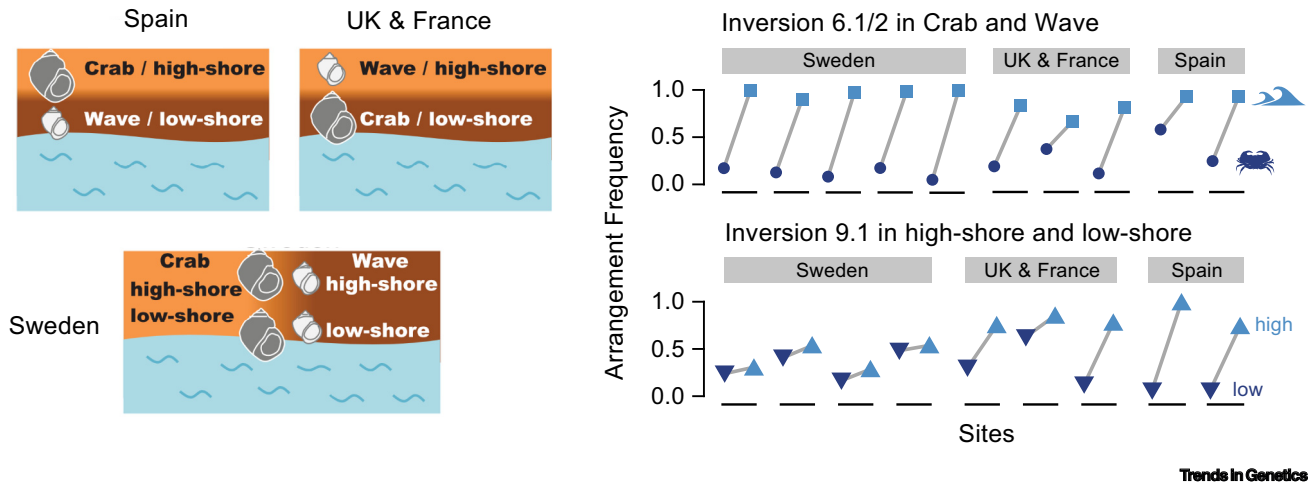 Spain
UK & France
Crab / high-shore
Wave / low-shore
Wave / high-shore
Crab / low-shore
Sweden
Crab
high-shore
low-shore
Wave
high-shore
low-shore
Inversion 6.1/2 in Crab and Wave
Sweden
UK & France
Spain
1.0
0.5
0.0
Arrangement Frequency
Inversion 9.1 in high-shore and low-shore
Sweden
UK & France
Spain
1.0
0.5
0.0
high
low
Sites
Trends in Genetics